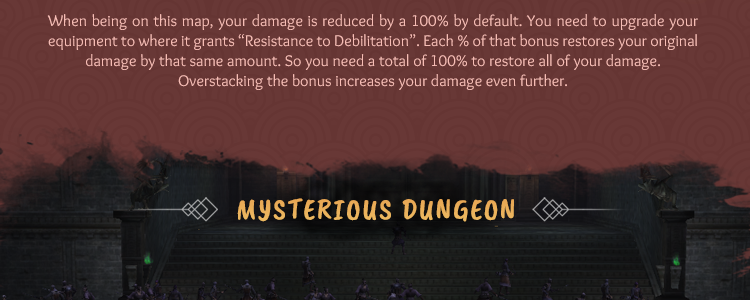 When being on this map, your damage is reduced by a 100% by default. You need to upgrade your
equipment to where it grants “Resistance to Debilitation”. Each % of that bonus restores your original
damage by that same amount. So you need a total of 100% to restore all of your damage.
Overstacking the bonus increases your damage even further.
MYSTERIOUS DUNGEON